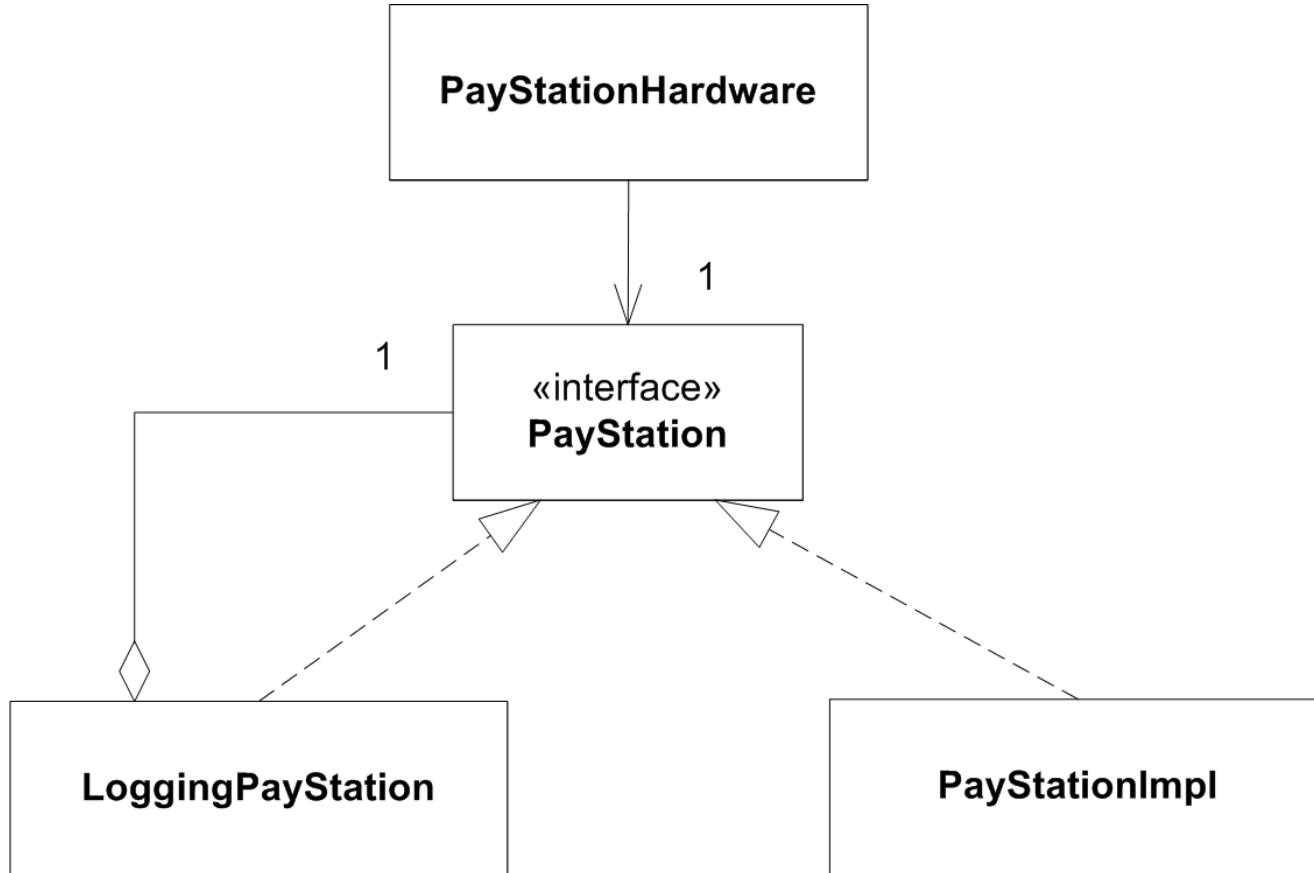 PayStationHardware
1
1
«interface»
PayStation
LoggingPayStation
PayStationImpl